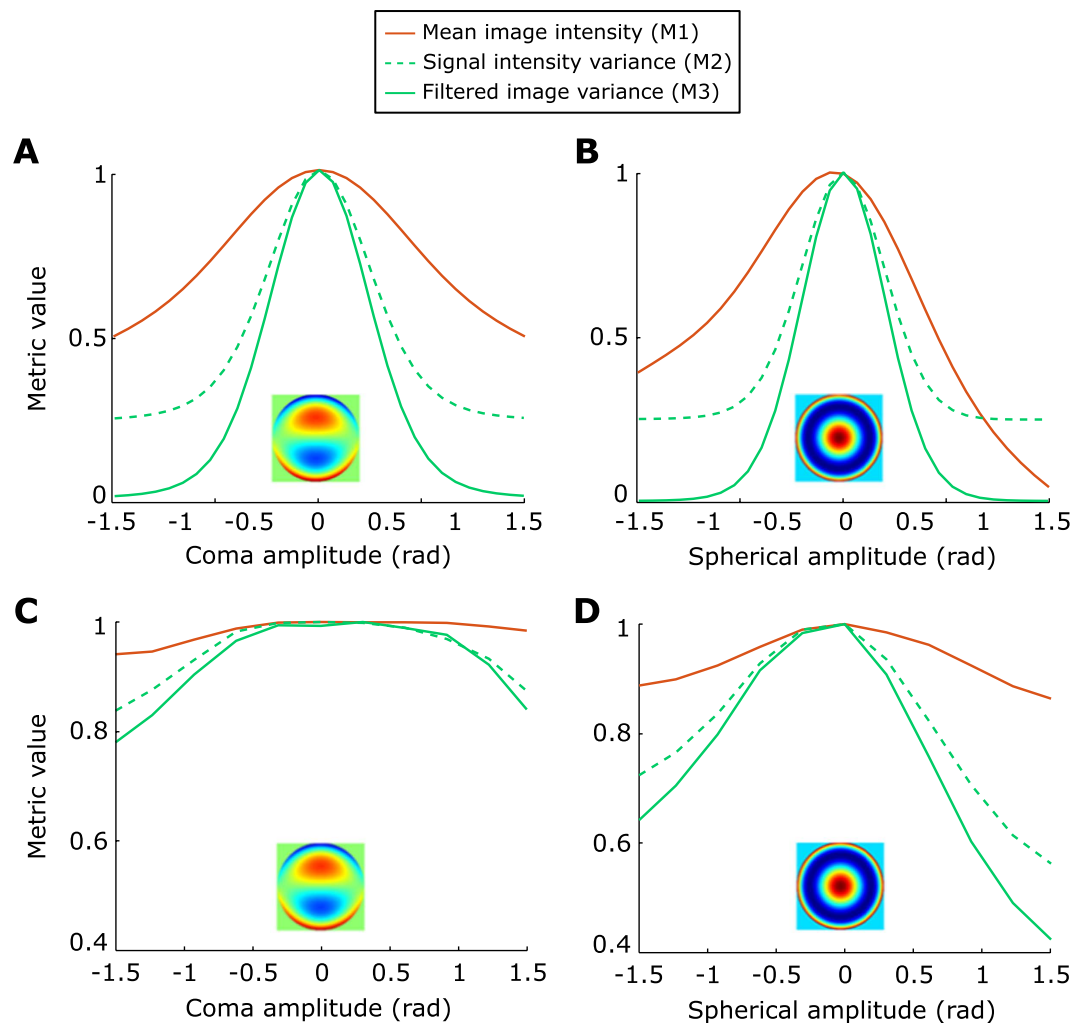 Mean image intensity (M1)
Signal intensity variance (M2)
Filtered image variance (M3)
A
B
Metric value
1
0.5
0
-1.5 -1 -0.5 0 0.5 1 1.5
Coma amplitude (rad)
1
0.5
0
-1.5 -1 -0.5 0 0.5 1 1.5
Spherical amplitude (rad)
C
D
Metric value
1
0.8
0.6
0.4
-1.5 -1 -0.5 0 0.5 1 1.5
Coma amplitude (rad)
1
0.8
0.6
0.4
-1.5 -1 -0.5 0 0.5 1 1.5
Spherical amplitude (rad)